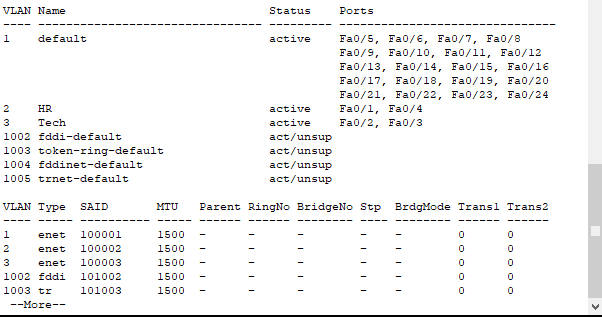 VLAN Name                             Status    Ports
---- -------------------------------- --------- -------------------------------
1    default                          active    Fa0/5, Fa0/6, Fa0/7, Fa0/8
                                                Fa0/9, Fa0/10, Fa0/11, Fa0/12
                                                Fa0/13, Fa0/14, Fa0/15, Fa0/16
                                                Fa0/17, Fa0/18, Fa0/19, Fa0/20
                                                Fa0/21, Fa0/22, Fa0/23, Fa0/24
2    HR                               active    Fa0/1, Fa0/4
3    Tech                             active    Fa0/2, Fa0/3
1002 fddi-default                     act/unsup
1003 token-ring-default               act/unsup
1004 fddinet-default                  act/unsup
1005 trnet-default                    act/unsup
VLAN Type  SAID       MTU   Parent RingNo BridgeNo Stp  BrdgMode Trans1 Trans2
---- ----- ---------- ----- ------ ------ -------- ---- -------- ------ ------
1    enet  100001     1500  -      -      -        -    -        0      0
2    enet  100002     1500  -      -      -        -    -        0      0
3    enet  100003     1500  -      -      -        -    -        0      0
1002 fddi  101002     1500  -      -      -        -    -        0      0
1003 tr    101003     1500  -      -      -        -    -        0      0
 --More--